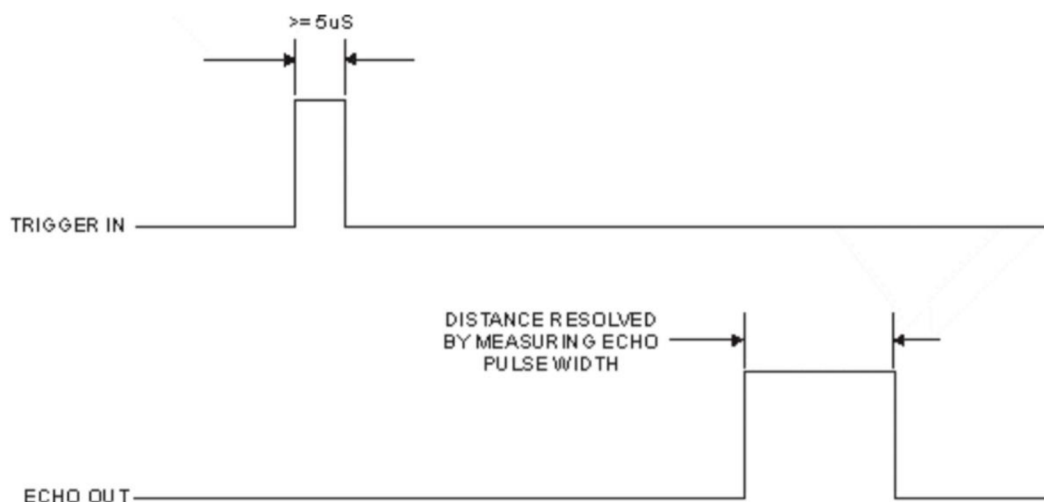 >= 5uS
TRIGGER IN
DISTANCE RESOLVED
BY MEASURING ECHO
PULSE WIDTH
ECHO OUT